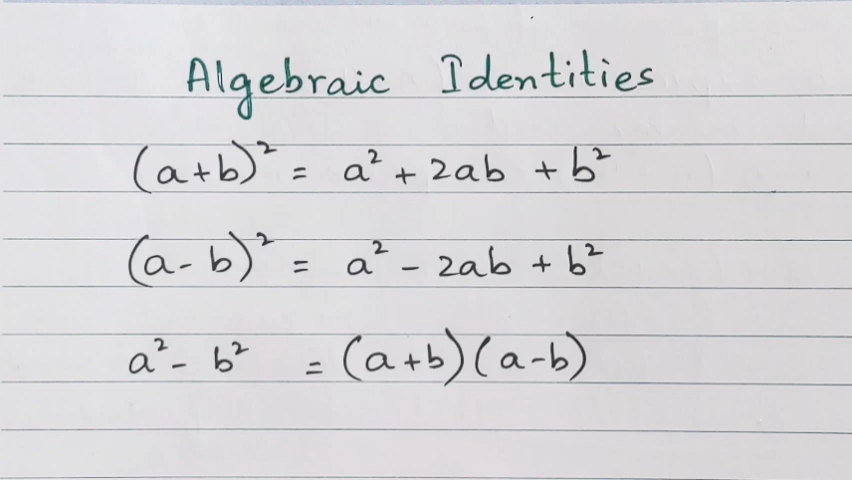 Algebraic Identities
(a+b)² = a² + 2ab + b²
(a- b)² = a² - 2ab + b²
a² - b² = (a+b)(a-b)